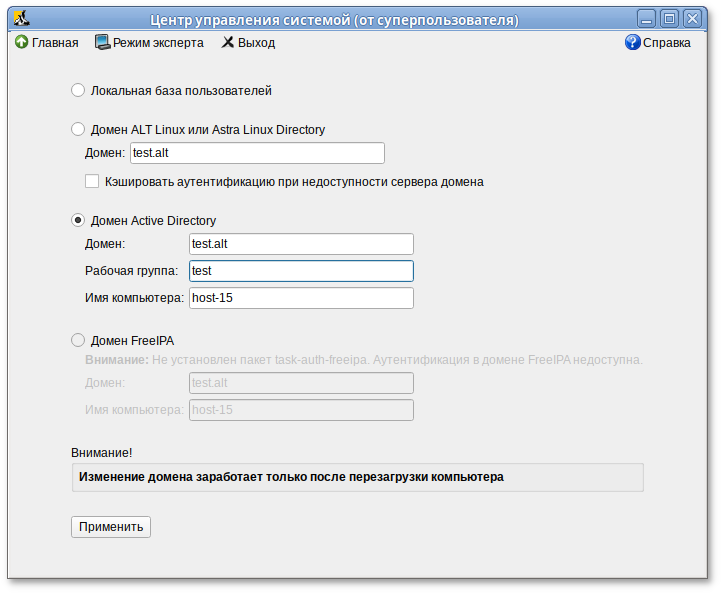 Центр управления системой (от суперпользователя)
Главная Режим эксперта Выход Справка
Локальная база пользователей
Домен ALT Linux или Astra Linux Directory
Домен: test.alt
Кэшировать аутентификацию при недоступности сервера домена
Домен Active Directory
Домен: test.alt
Рабочая группа: test
Имя компьютера: host-15
Домен FreeIPA
Внимание: Не установлен пакет task-auth-freeipa. Аутентификация в домене FreeIPA недоступна.
Домен: test.alt
Имя компьютера: host-15
Внимание!
Изменение домена заработает только после перезагрузки компьютера
Применить